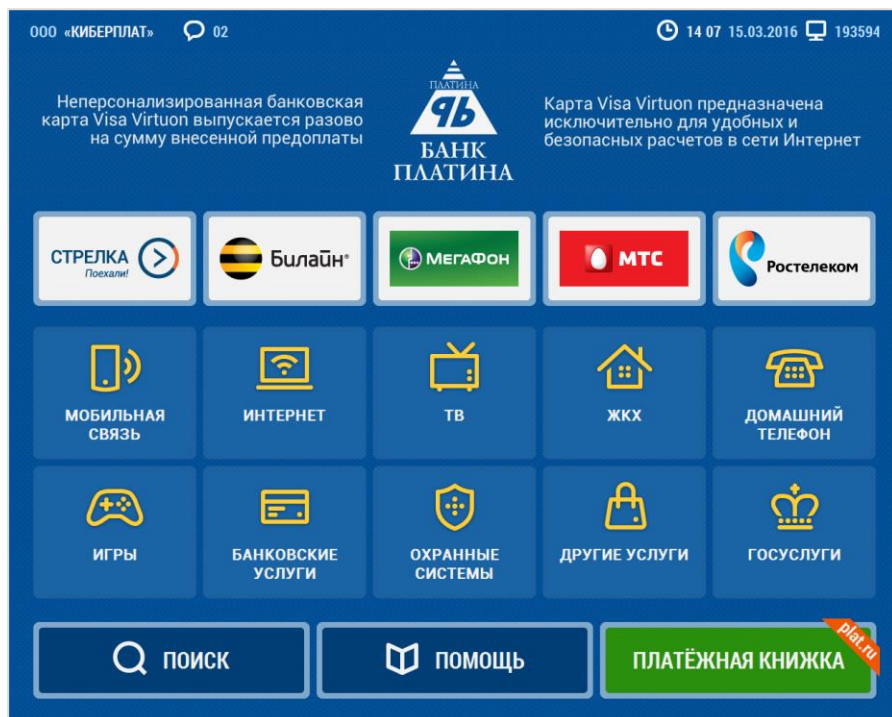 ООО «КИБЕРПЛАТ» 02 14 07 15.03.2016 193594
Неперсонализированная банковская
карта Visa Virtuon выпускается разово
на сумму внесенной предоплаты
ПЛАТИНА
БАНК
ПЛАТИНА
Карта Visa Virtuon предназначена
исключительно для удобных и
безопасных расчетов в сети Интернет
СТРЕЛКА
Поехали!
Билайн®
МЕГАФОН
МТС
Ростелеком
МОБИЛЬНАЯ
СВЯЗЬ
ИНТЕРНЕТ
ТВ
ЖКХ
ДОМАШНИЙ
ТЕЛЕФОН
ИГРЫ
БАНКОВСКИЕ
УСЛУГИ
ОХРАННЫЕ
СИСТЕМЫ
ДРУГИЕ УСЛУГИ
ГОСУСЛУГИ
ПОИСК
ПОМОЩЬ
ПЛАТЁЖНАЯ КНИЖКА
plat.ru